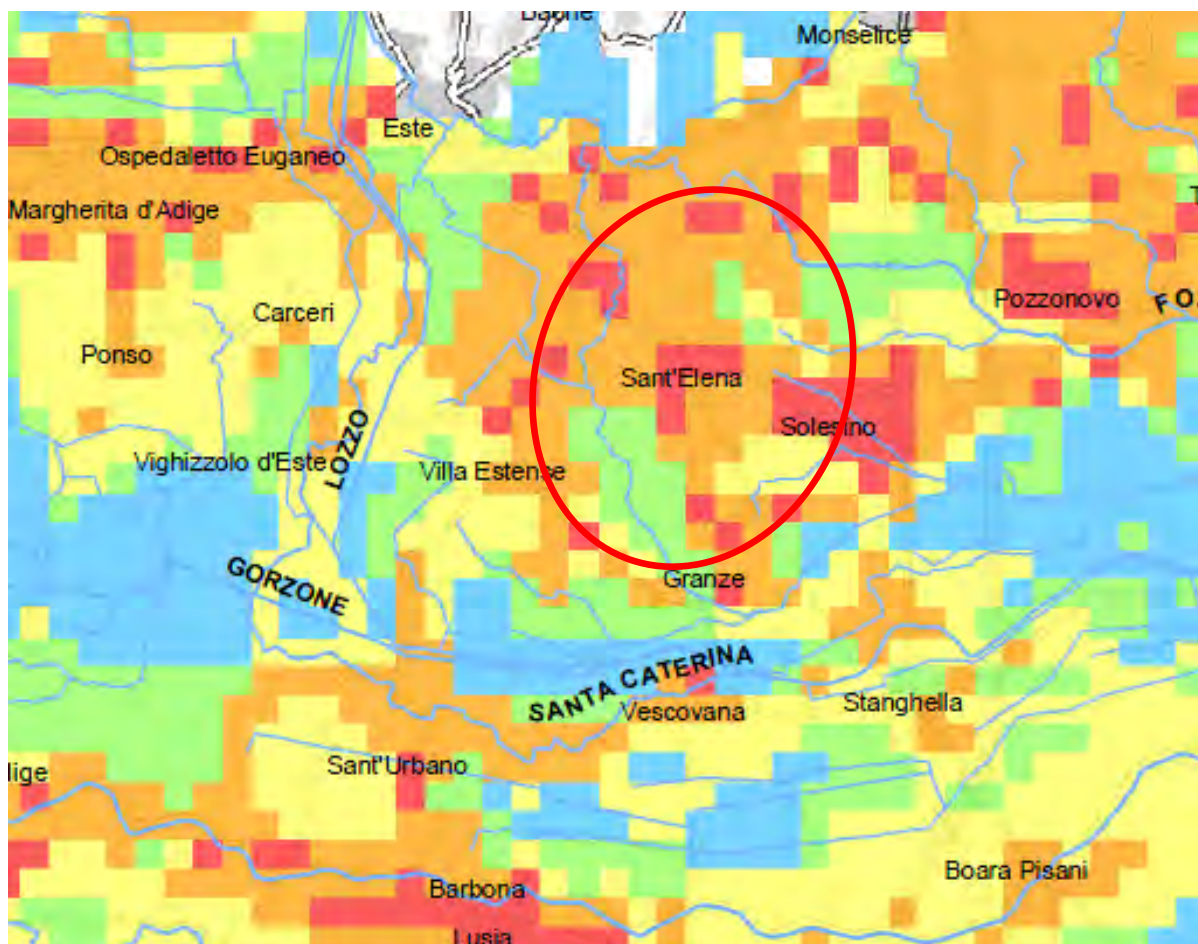 Monselice
Este
Ospedaletto Euganeo
Margherita d'Adige
Pozzonovo
Carceri
Ponso
Sant'Elena
Solesino
LOZZO
Vighizzolo d'Este
Villa Estense
GORZONE
Granze
SANTA CATERINA
Vescovana
Stanghella
Sant'Urbano
Boara Pisani
Barbona
Lusia